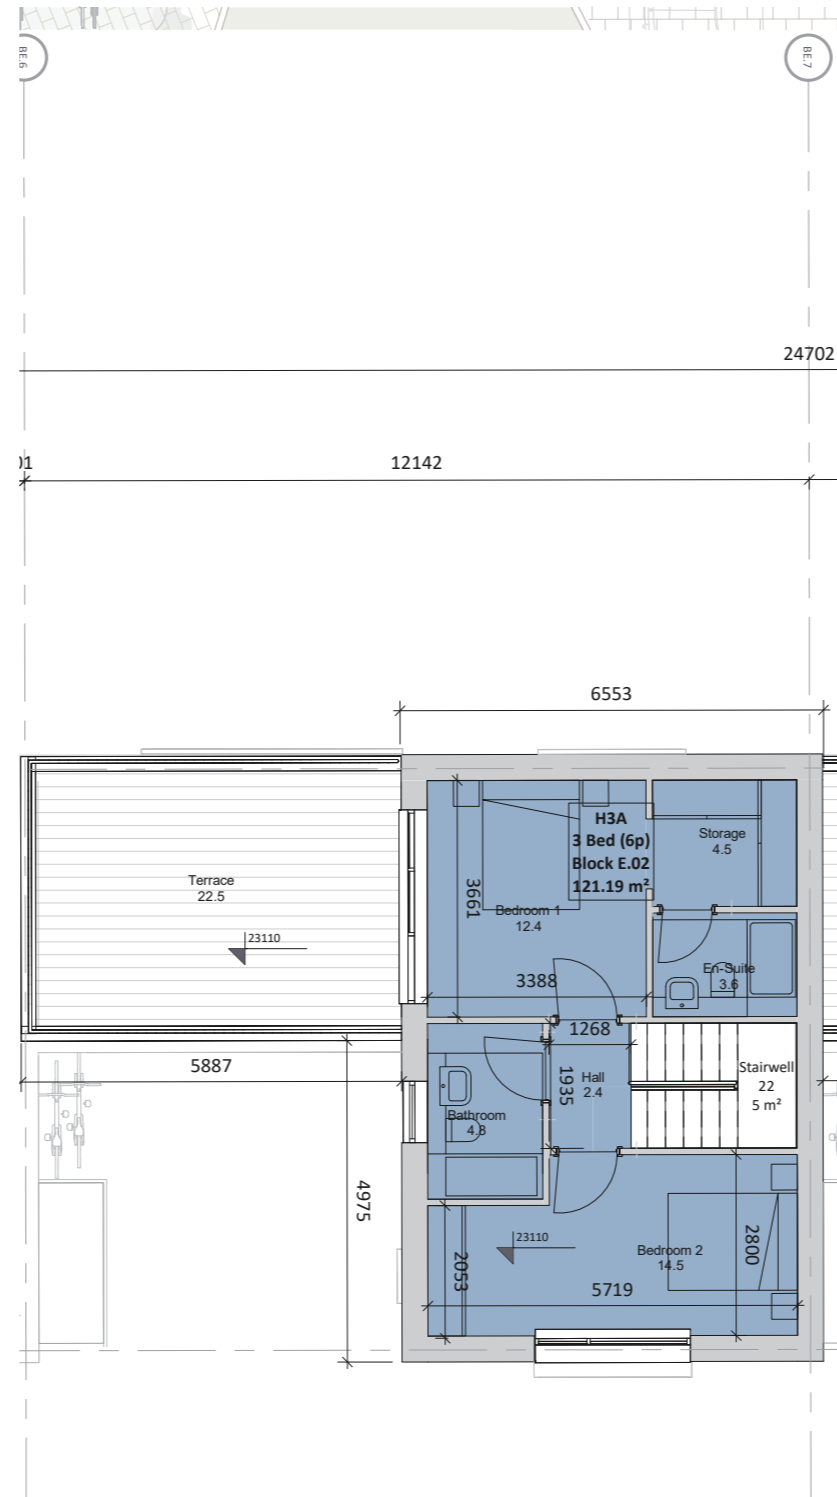 BE.6
BE.7
24702
01
12142
6553
H3A
3 Bed (6p)
Block E.02
121.19 m²
Storage
4.5
Terrace
22.5
23110
3661
Bedroom 1
12.4
3388
En-Suite
3.6
1268
5887
1935
Hall
2.4
Stairwell
22
5 m²
Bathroom
4.8
4975
2053
23110
Bedroom 2
14.5
2800
5719